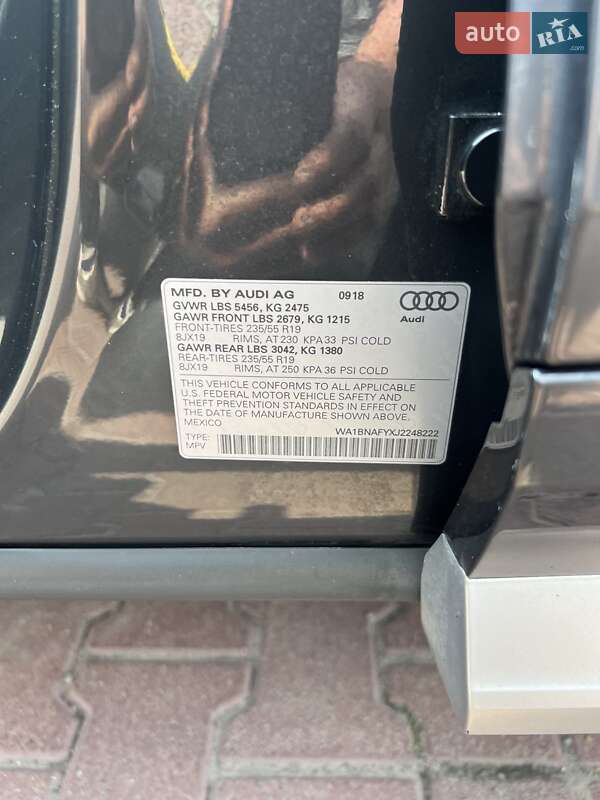 auto RIA .com
MFD. BY AUDI AG 0918
GVWR LBS 5456, KG 2475
GAWR FRONT LBS 2679, KG 1215
FRONT-TIRES 235/55 R19
8JX19 RIMS, AT 230 KPA 33 PSI COLD
GAWR REAR LBS 3042, KG 1380
REAR-TIRES 235/55 R19
8JX19 RIMS, AT 250 KPA 36 PSI COLD
Audi
THIS VEHICLE CONFORMS TO ALL APPLICABLE
U.S. FEDERAL MOTOR VEHICLE SAFETY AND
THEFT PREVENTION STANDARDS IN EFFECT ON
THE DATE OF MANUFACTURE SHOWN ABOVE.
MEXICO
WA1BNAFYXJ2248222
TYPE:
MPV